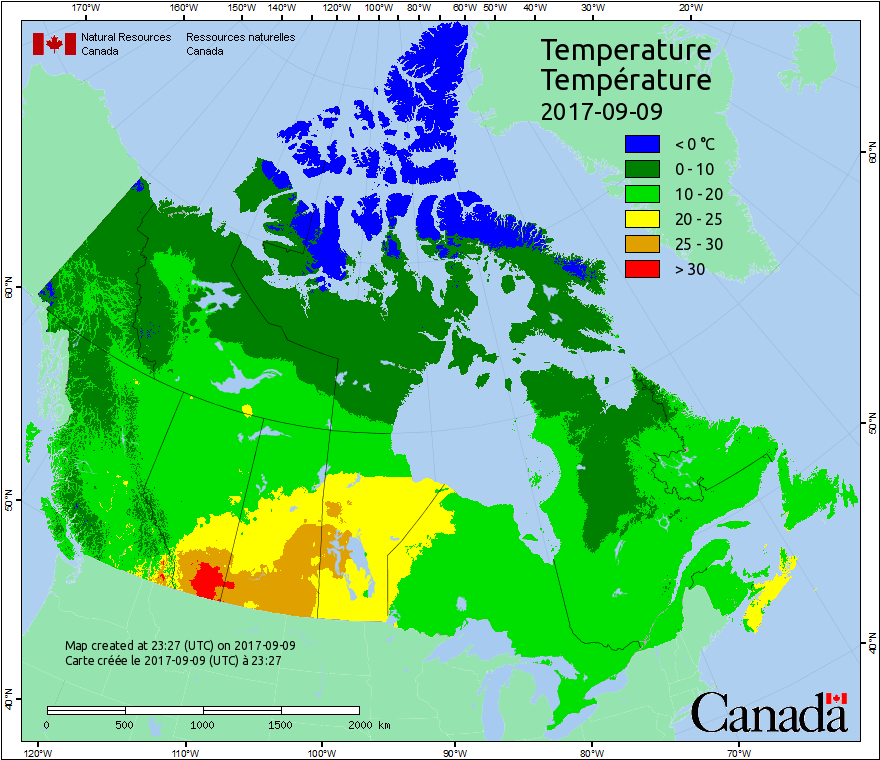 170°W 160°W 150°W 140°W 120°W 100°W 80°W 60°W 50°W 40°W 30°W 20°W
Natural Resources Ressources naturelles
Canada Canada
Temperature
Température
2017-09-09
< 0 °C
0 - 10
10 - 20
20 - 25
25 - 30
> 30
60°N
60°N
50°N
50°N
40°N
40°N
Map created at 23:27 (UTC) on 2017-09-09
Carte créée le 2017-09-09 (UTC) à 23:27
0 500 1000 1500 2000 km
Canada
120°W 110°W 100°W 90°W 80°W 70°W